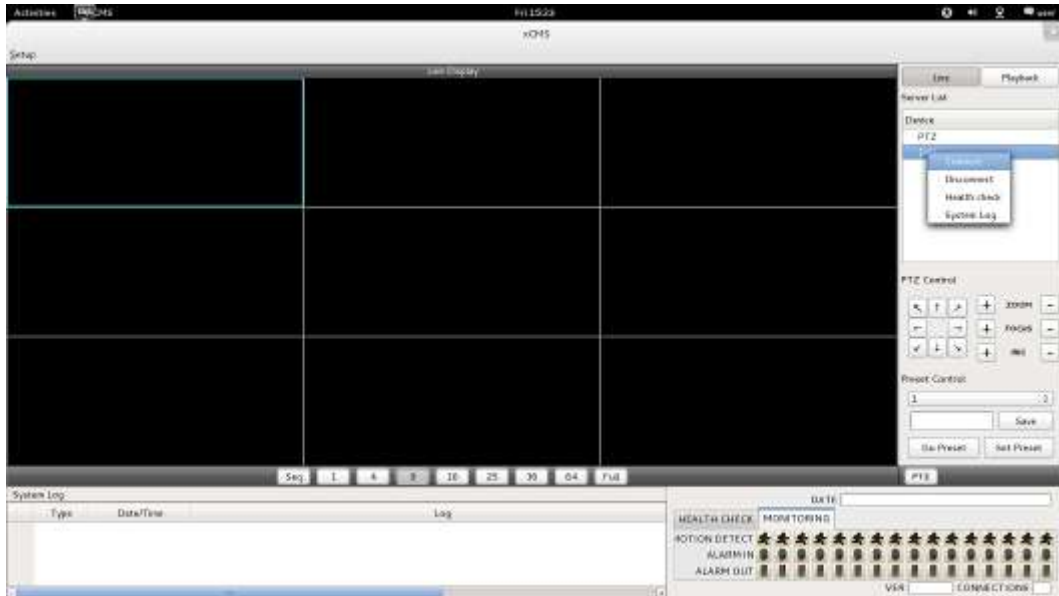 Activities xCMS Fri 15:23 user
xCMS
Setup
Live Display
Live Playback
Server List
Device
PTZ
Connect
Disconnect
Health check
System Log
PTZ Control
+ ZOOM -
+ FOCUS -
+ IRIS -
Preset Control
1
Save
Go Preset Set Preset
Seq 1 4 9 16 25 36 64 Full PTZ
System Log
Type Date/Time Log
DATE
HEALTH CHECK MONITORING
MOTION DETECT
ALARM IN
ALARM OUT
VER CONNECTIONS